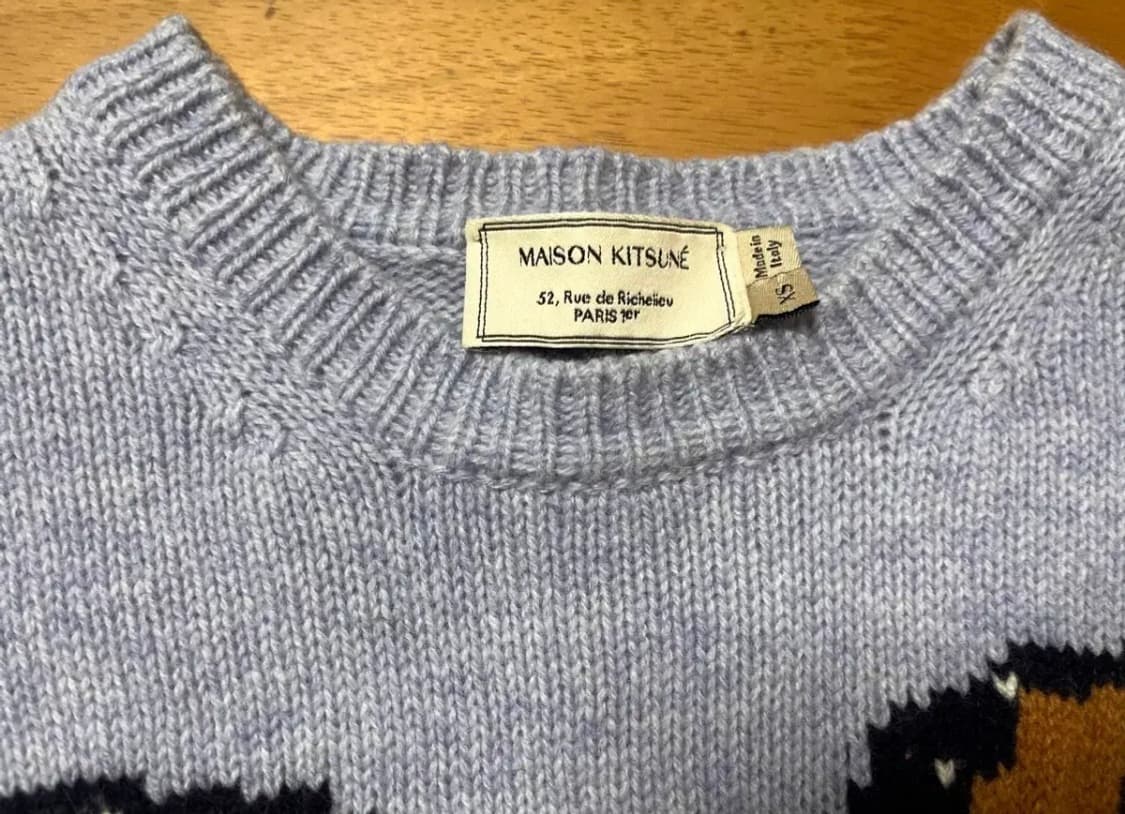 MAISON KITSUNÉ
52, Rue de Richelieu
PARIS 1er
Made in
Italy
XS